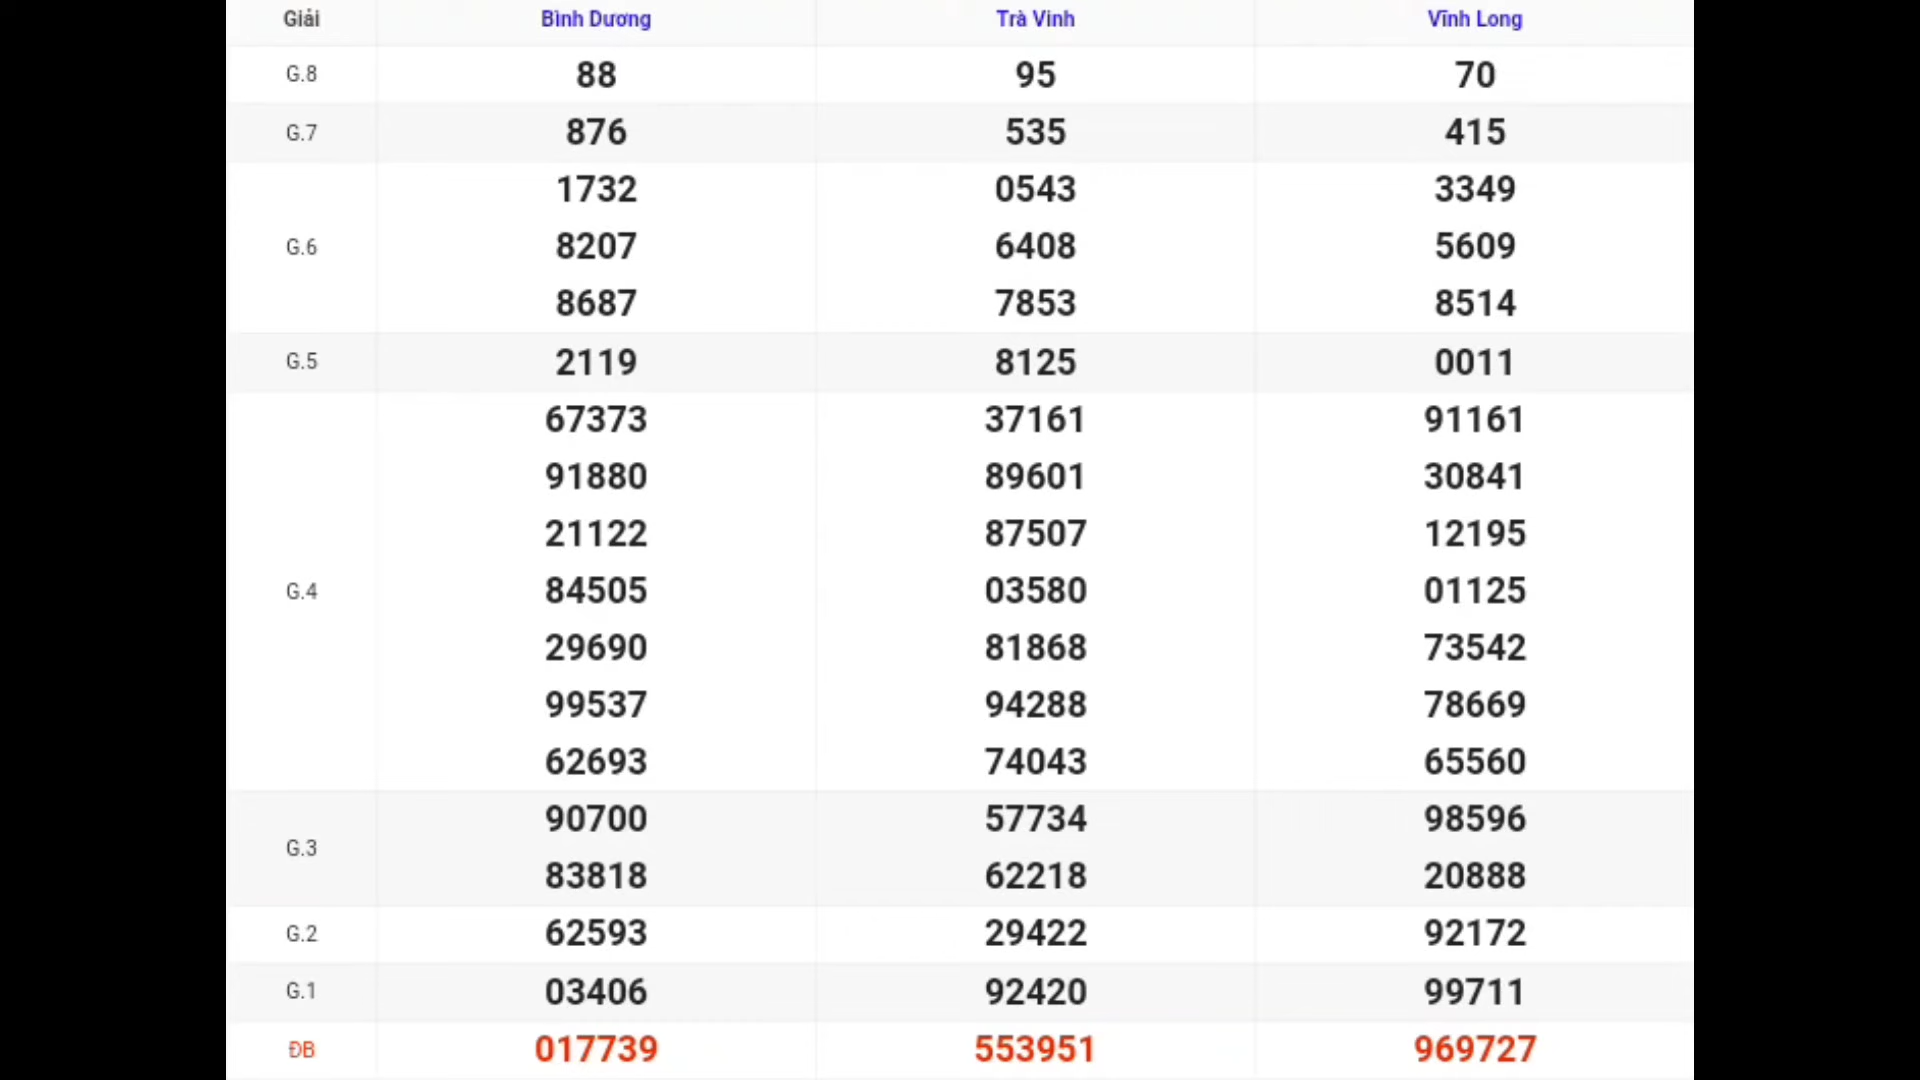 Giải Bình Dương Trà Vinh Vĩnh Long
G.8 88 95 70
G.7 876 535 415
1732 0543 3349
G.6 8207 6408 5609
8687 7853 8514
G.5 2119 8125 0011
67373 37161 91161
91880 89601 30841
21122 87507 12195
G.4 84505 03580 01125
29690 81868 73542
99537 94288 78669
62693 74043 65560
90700 57734 98596
G.3
83818 62218 20888
G.2 62593 29422 92172
G.1 03406 92420 99711
ĐB 017739 553951 969727